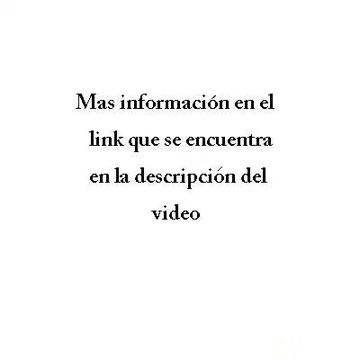 Mas información en el
link que se encuentra
en la descripción del
video